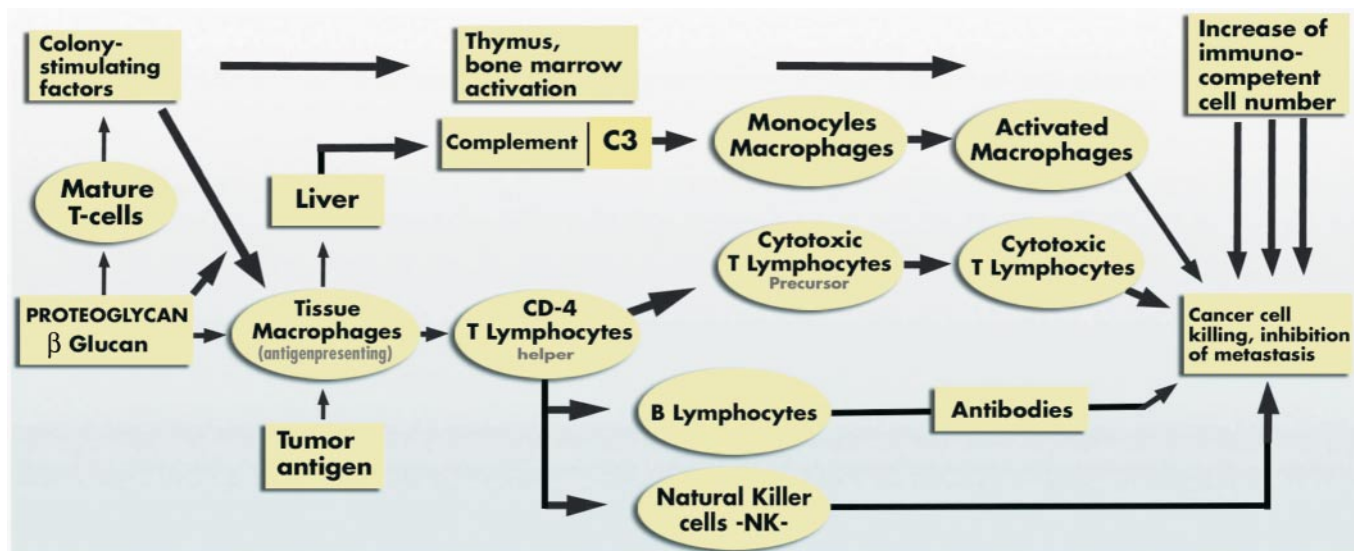 Colony-
stimulating
factors
Thymus,
bone marrow
activation
Increase of
immuno-
competent
cell number
Complement
C3
Monocyles
Macrophages
Activated
Macrophages
Mature
T-cells
Liver
Cytotoxic
T Lymphocytes
Precursor
Cytotoxic
T Lymphocytes
PROTEOGLYCAN
β Glucan
Tissue
Macrophages
(antigenpresenting)
CD-4
T Lymphocytes
helper
Cancer cell
killing, inhibition
of metastasis
B Lymphocytes
Antibodies
Tumor
antigen
Natural Killer
cells -NK-